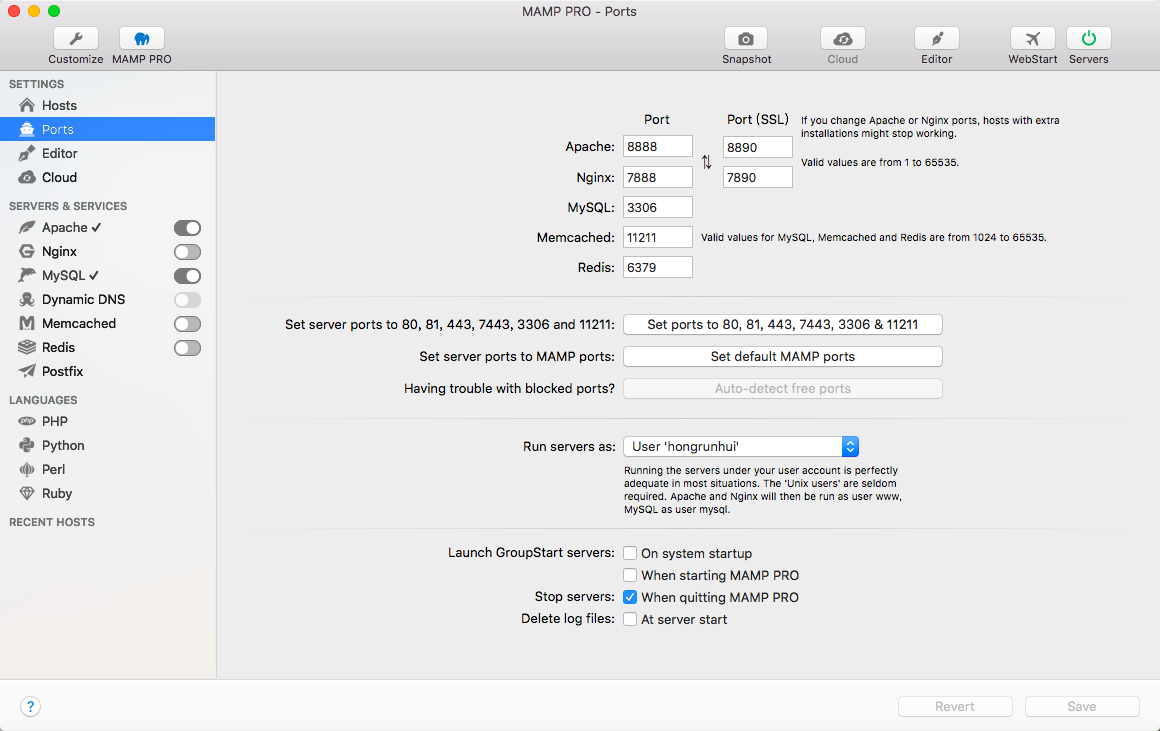 MAMP PRO - Ports
Customize
MAMP PRO
Snapshot
Cloud
Editor
WebStart
Servers
SETTINGS
Hosts
Ports
Editor
Cloud
SERVERS & SERVICES
Apache ✓
Nginx
MySQL ✓
Dynamic DNS
Memcached
Redis
Postfix
LANGUAGES
php PHP
Python
Perl
Ruby
RECENT HOSTS
Port
Port (SSL)
If you change Apache or Nginx ports, hosts with extra
installations might stop working.
Valid values are from 1 to 65535.
Apache: 8888 8890
Nginx: 7888 7890
MySQL: 3306
Memcached: 11211 Valid values for MySQL, Memcached and Redis are from 1024 to 65535.
Redis: 6379
Set server ports to 80, 81, 443, 7443, 3306 and 11211: Set ports to 80, 81, 443, 7443, 3306 & 11211
Set server ports to MAMP ports: Set default MAMP ports
Having trouble with blocked ports? Auto-detect free ports
Run servers as: User 'hongrunhui'
Running the servers under your user account is perfectly
adequate in most situations. The 'Unix users' are seldom
required. Apache and Nginx will then be run as user www,
MySQL as user mysql.
Launch GroupStart servers: On system startup
When starting MAMP PRO
Stop servers: When quitting MAMP PRO
Delete log files: At server start
?
Revert
Save